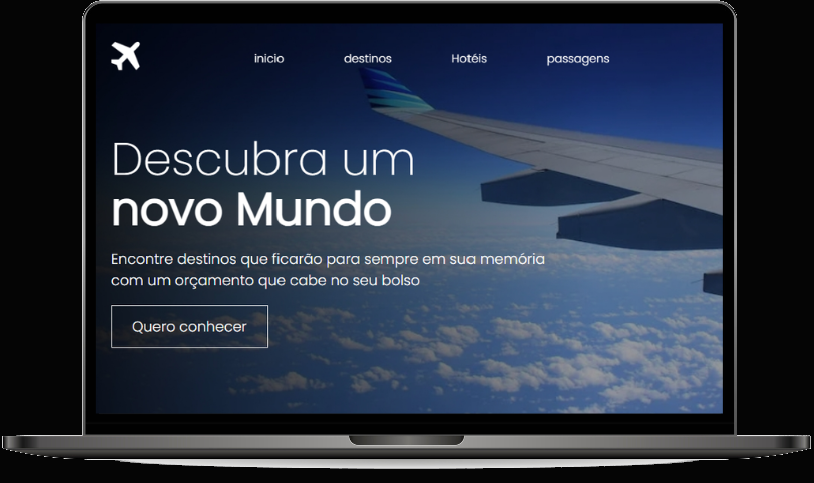 inicio destinos Hotéis passagens
Descubra um
novo Mundo
Encontre destinos que ficarão para sempre em sua memória
com um orçamento que cabe no seu bolso
Quero conhecer